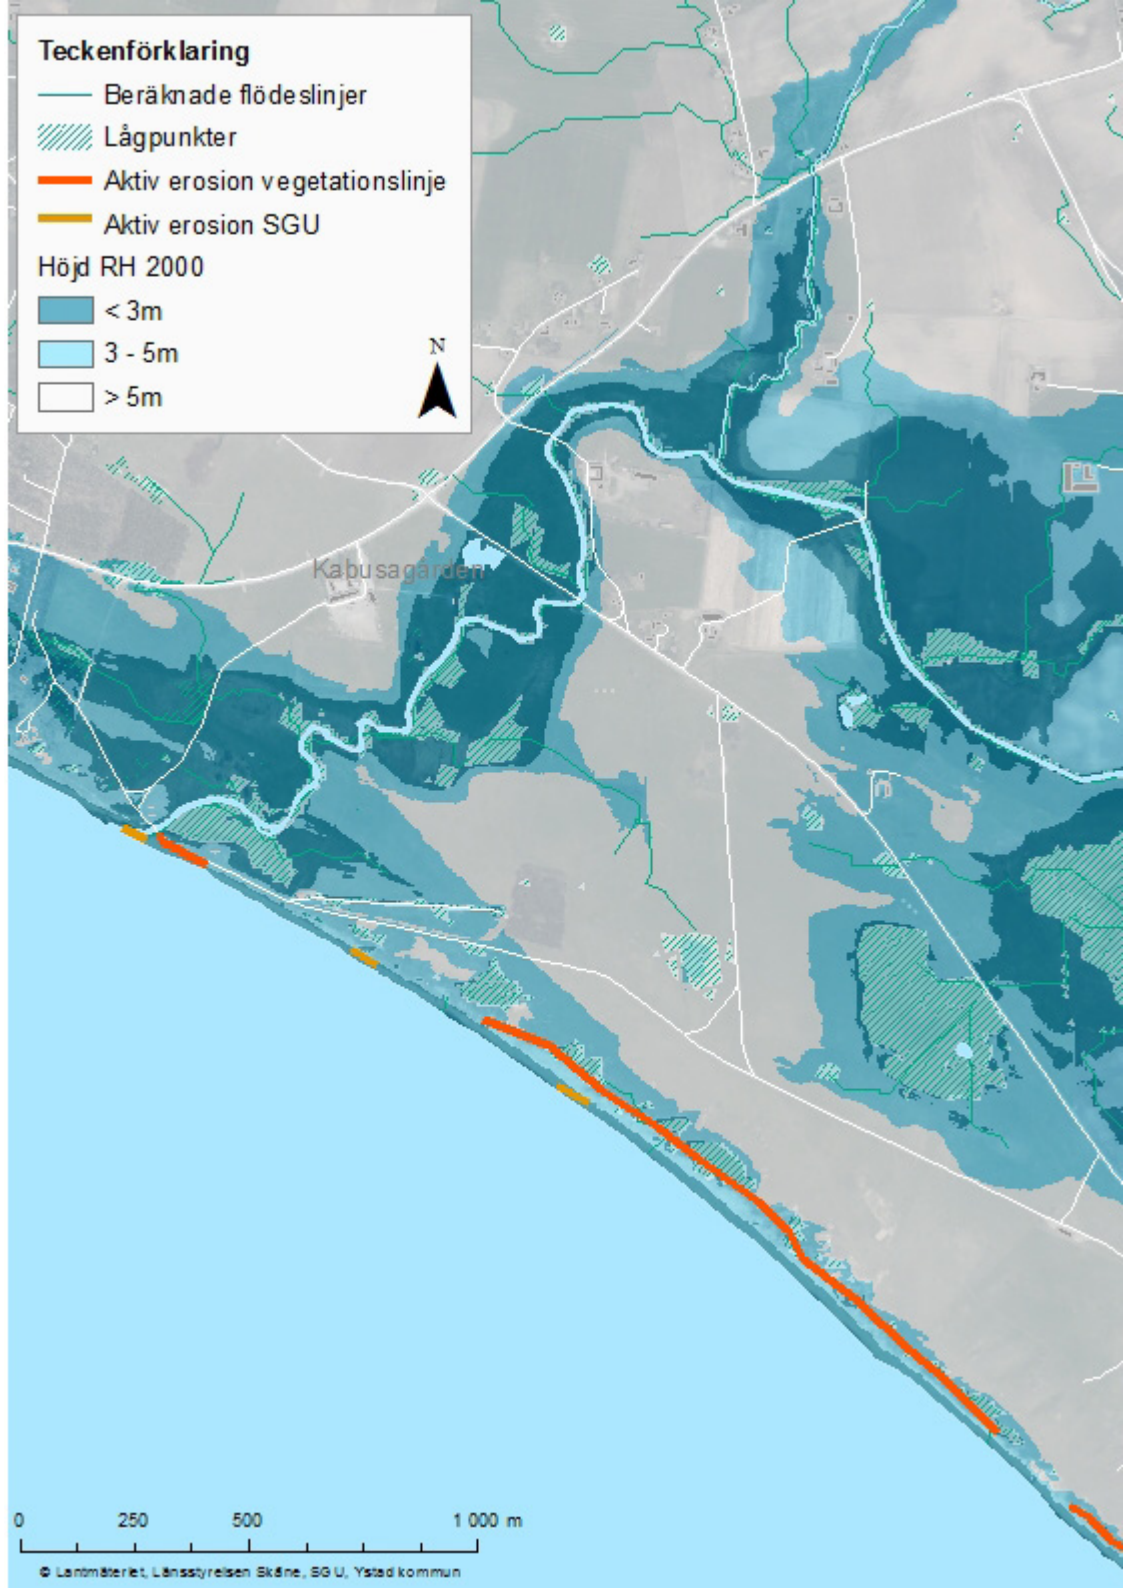 Teckenförklaring
Beräknade flödeslinjer
Lågpunkter
Aktiv erosion vegetationslinje
Aktiv erosion SGU
Höjd RH 2000
< 3m
3 - 5m
> 5m
N
Kabusagården
0 250 500 1 000 m
© Lantmäteriet, Länsstyrelsen Skåne, SGU, Ystad kommun